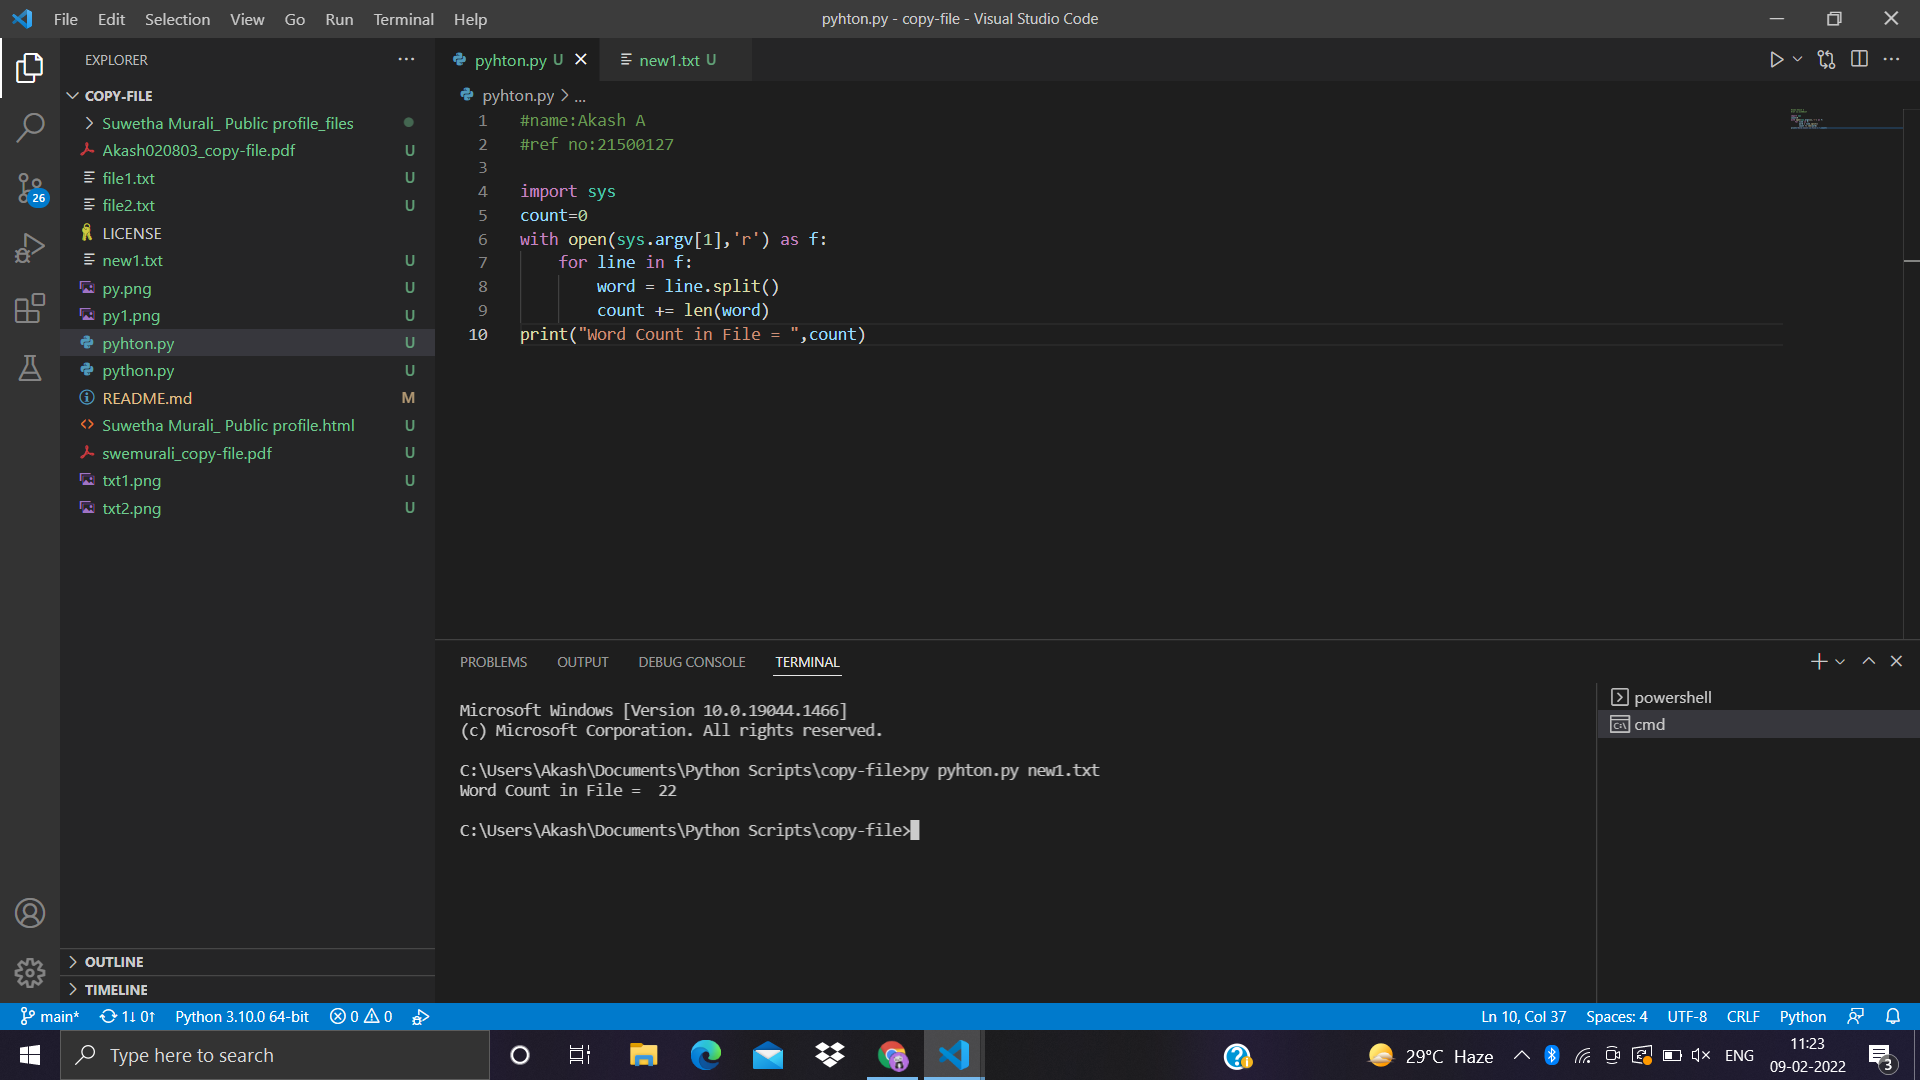 File Edit Selection View Go Run Terminal Help
pyhton.py - copy-file - Visual Studio Code
EXPLORER
COPY-FILE
Suwetha Murali_ Public profile_files
Akash020803_copy-file.pdf U
file1.txt U
file2.txt U
LICENSE
new1.txt U
py.png U
py1.png U
pyhton.py U
python.py U
README.md M
Suwetha Murali_ Public profile.html U
swemurali_copy-file.pdf U
txt1.png U
txt2.png U
OUTLINE
TIMELINE
26
pyhton.py U
new1.txt U
pyhton.py > ...
1 #name:Akash A
2 #ref no:21500127
3
4 import sys
5 count=0
6 with open(sys.argv[1],'r') as f:
7 for line in f:
8 word = line.split()
9 count += len(word)
10 print("Word Count in File = ",count)
PROBLEMS OUTPUT DEBUG CONSOLE TERMINAL
Microsoft Windows [Version 10.0.19044.1466]
(c) Microsoft Corporation. All rights reserved.
C:\Users\Akash\Documents\Python Scripts\copy-file>py pyhton.py new1.txt
Word Count in File =  22
C:\Users\Akash\Documents\Python Scripts\copy-file>
powershell
cmd
main* 1↓ 0↑ Python 3.10.0 64-bit 0 0
Ln 10, Col 37 Spaces: 4 UTF-8 CRLF Python
Type here to search
29°C Haze
ENG
11:23
09-02-2022
3